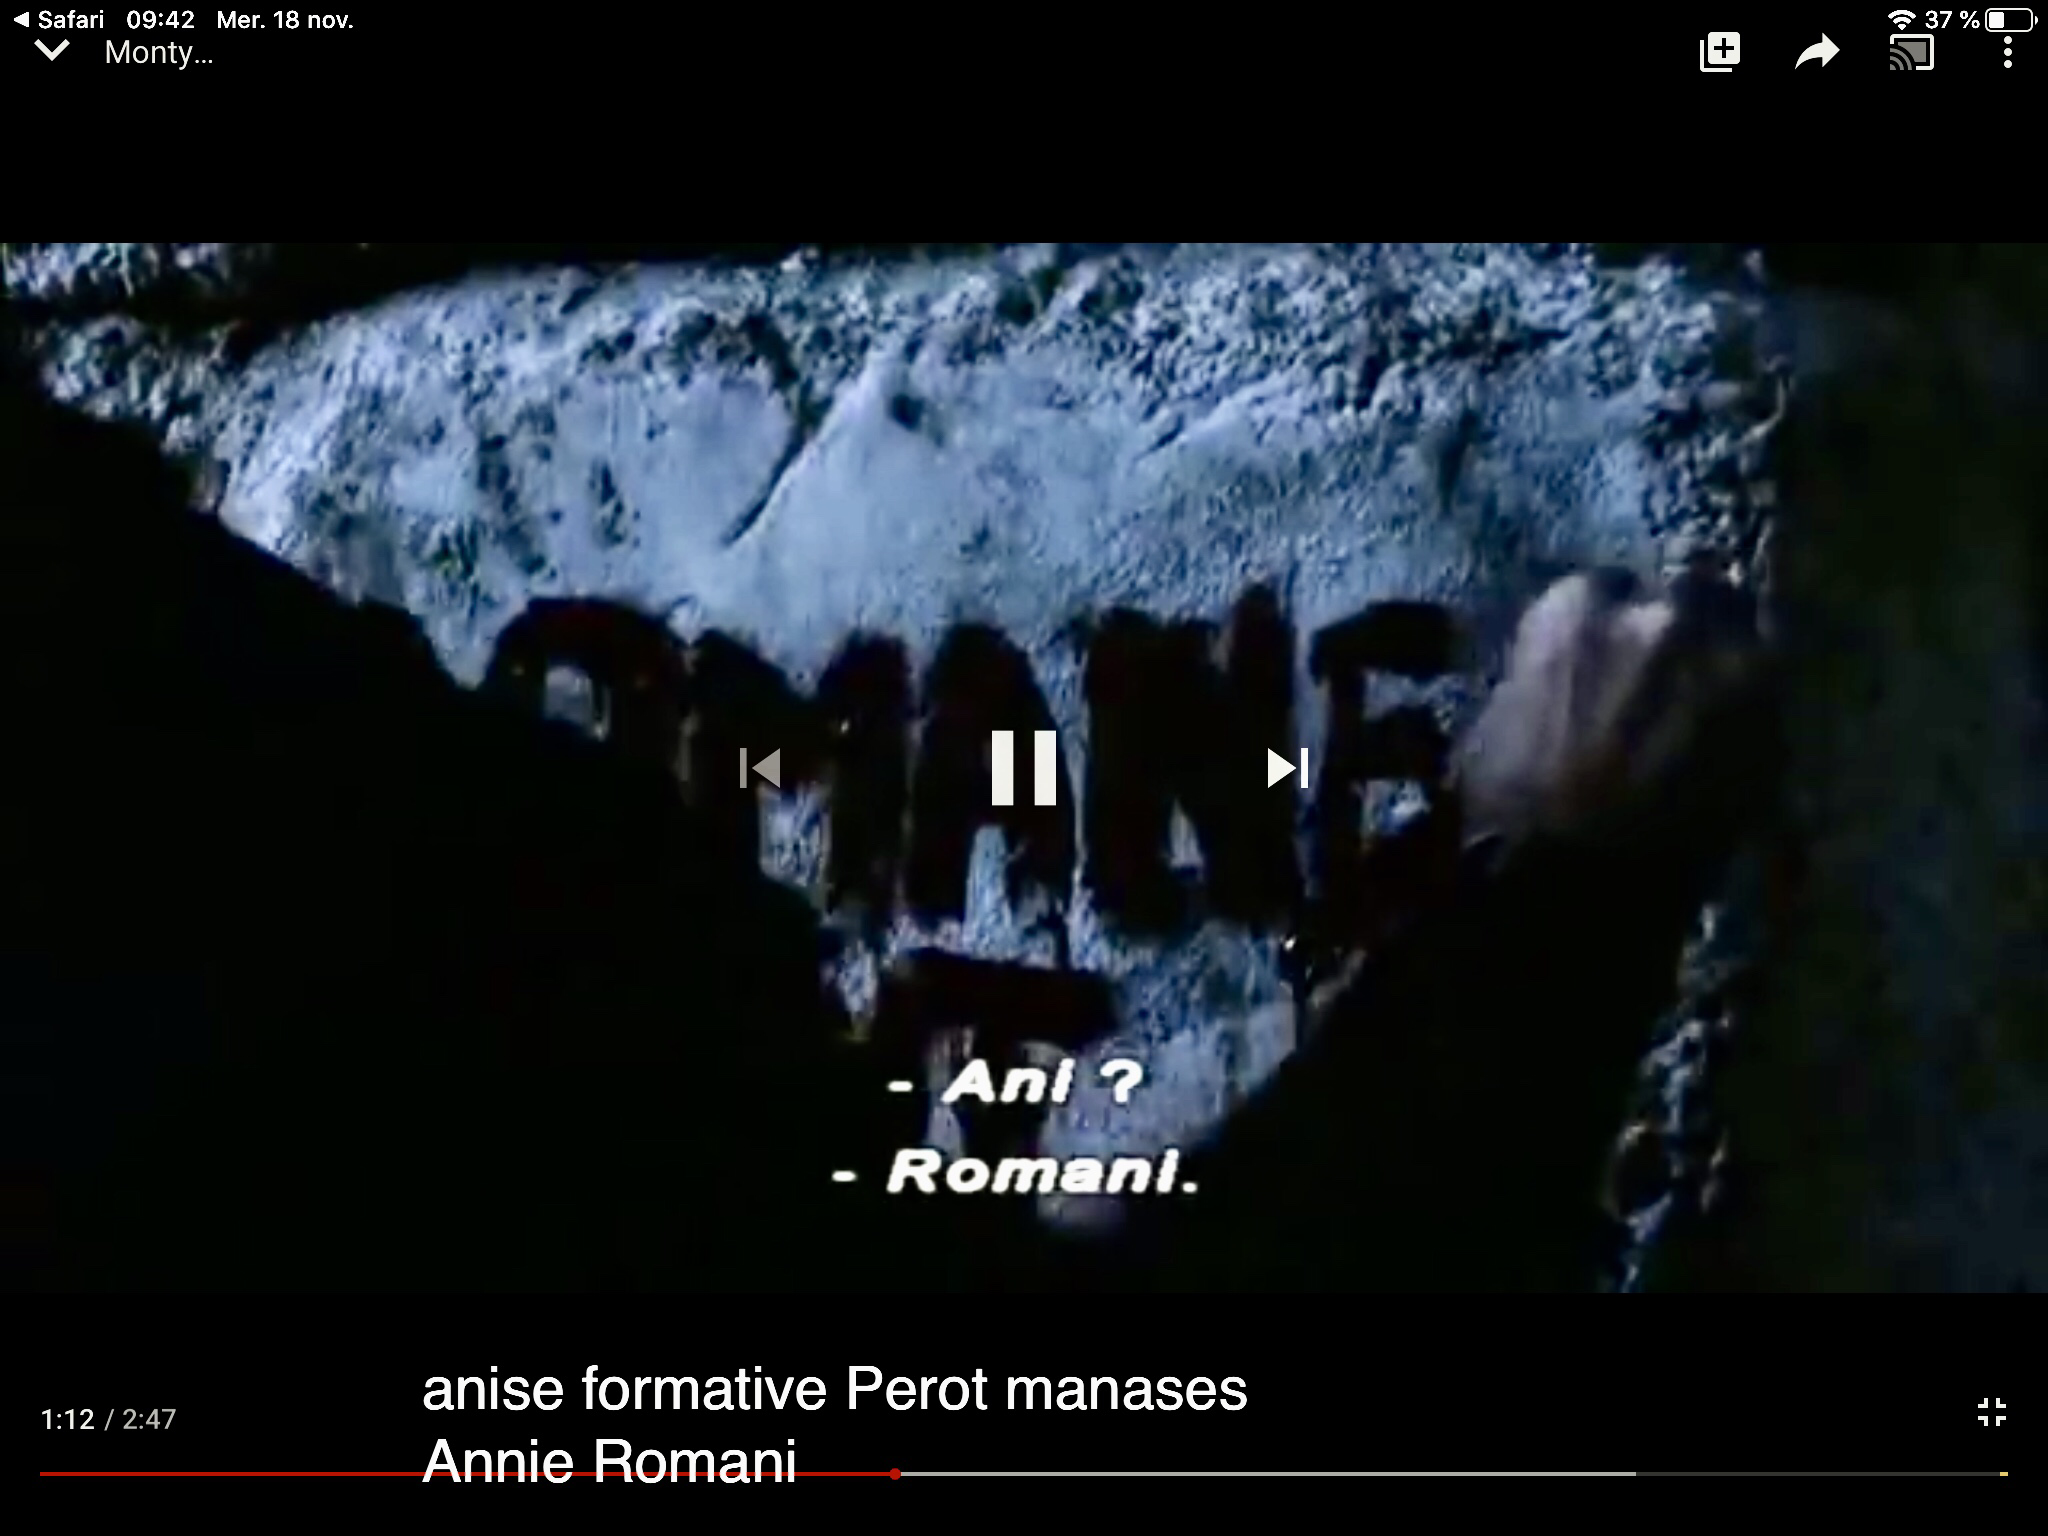 Safari 09:42 Mer. 18 nov. 37 %
Monty...
OMANE
- Ani ?
- Romani.
anise formative Perot manases
1:12 / 2:47
Annie Romani